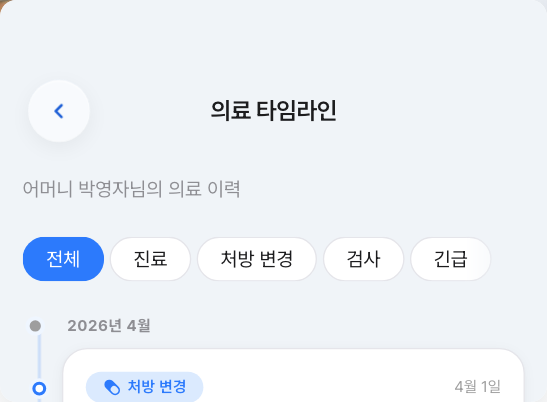 의료 타임라인
어머니 박영자님의 의료 이력
전체 진료 처방 변경 검사 긴급
2026년 4월
처방 변경 4월 1일